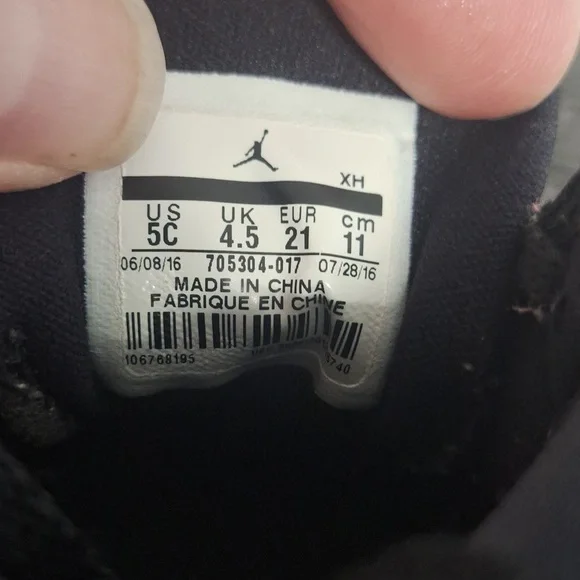 XH
US UK EUR cm
5C 4.5 21 11
06/08/16 705304-017 07/28/16
MADE IN CHINA
FABRIQUE EN CHINE
106768195